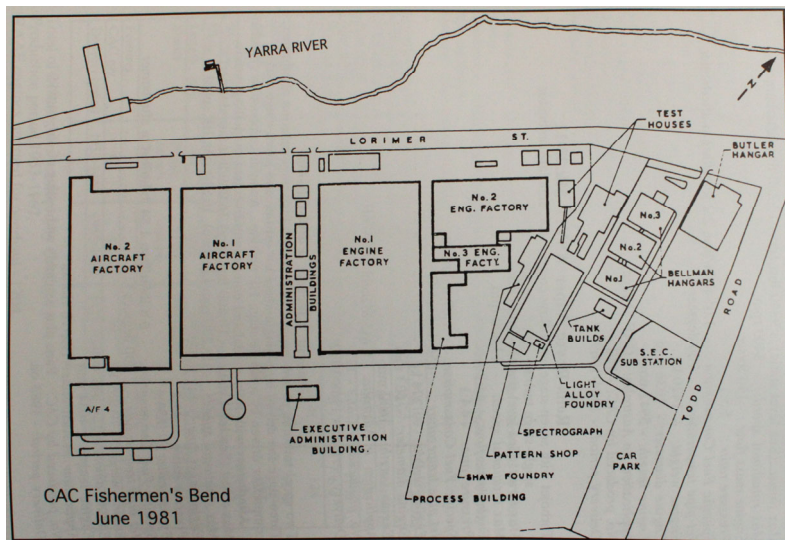 YARRA RIVER
N
LORIMER ST.
TEST
HOUSES
BUTLER
HANGAR
No. 2
AIRCRAFT
FACTORY
No. 1
AIRCRAFT
FACTORY
ADMINISTRATION
BUILDINGS
No.1
ENGINE
FACTORY
No. 2
ENG. FACTORY
No. 3 ENG.
FACTY.
No.3
No.2
No.1
BELLMAN
HANGARS
TANK
BUILDS
S.E.C.
SUB STATION
TODD ROAD
A/F 4
EXECUTIVE
ADMINISTRATION
BUILDING.
LIGHT
ALLOY
FOUNDRY
SPECTROGRAPH
PATTERN SHOP
SHAW FOUNDRY
PROCESS BUILDING
CAR
PARK
CAC Fishermen's Bend
June 1981